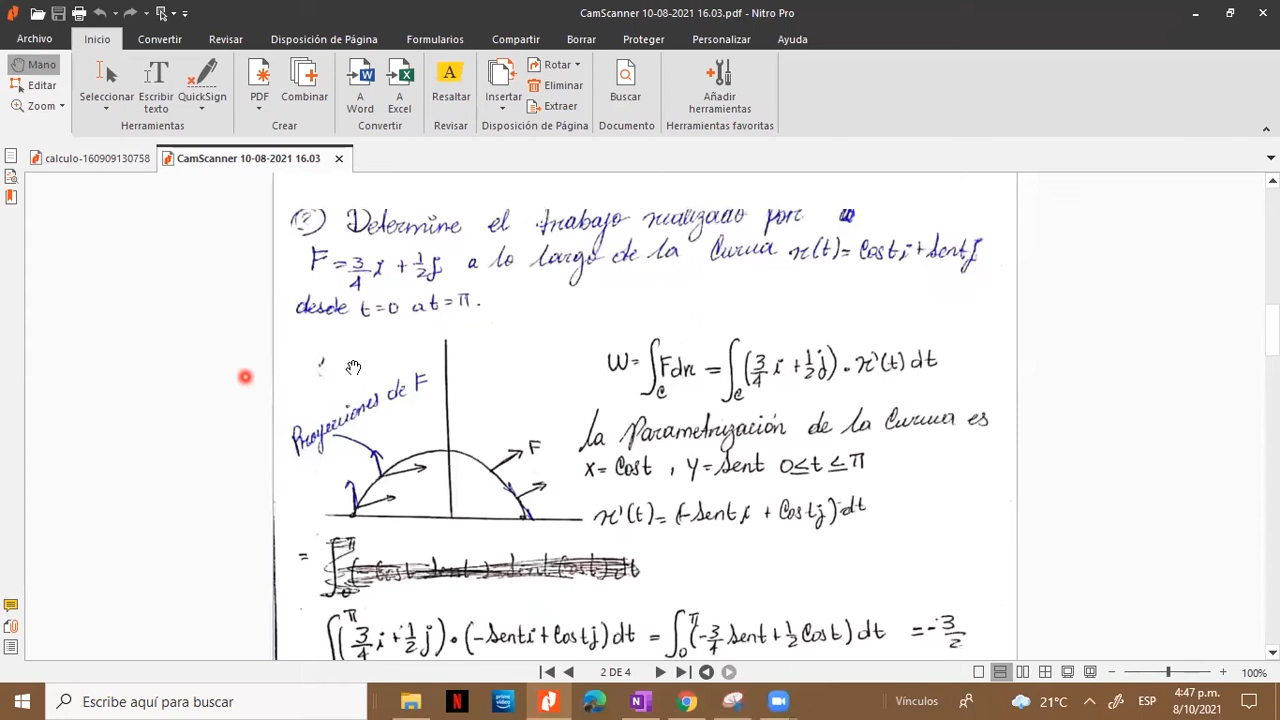 CamScanner 10-08-2021 16.03.pdf - Nitro Pro
Archivo Inicio Convertir Revisar Disposición de Página Formularios Compartir Borrar Proteger Personalizar Ayuda
Mano
Editar
Zoom
Seleccionar
Escribir texto
QuickSign
Herramientas
PDF
Combinar
Crear
A Word
A Excel
Convertir
Resaltar
Revisar
Insertar
Rotar
Eliminar
Extraer
Disposición de Página
Buscar
Documento
Añadir herramientas
Herramientas favoritas
calculo-160909130758
CamScanner 10-08-2021 16.03
② Determine el trabajo realizado por
F = 3/4 i + 1/2 j a lo largo de la Curva r(t) = Cost i + Sent j
desde t=0 a t=π.
W = ∫_C F dr = ∫_C (3/4 i + 1/2 j) · r'(t) dt
Proyecciones de F
la Parametrización de la Curva es
F
x = Cost , y = Sent 0≤t≤π
r'(t) = (-Sent i + Cost j) dt
=
∫_0^π (3/4 i + 1/2 j) · (-Sent i + Cost j) dt = ∫_0^π (-3/4 Sent + 1/2 Cost) dt = -3/2
2 DE 4
100%
Escribe aquí para buscar
Vínculos
21°C
ESP
4:47 p.m.
8/10/2021